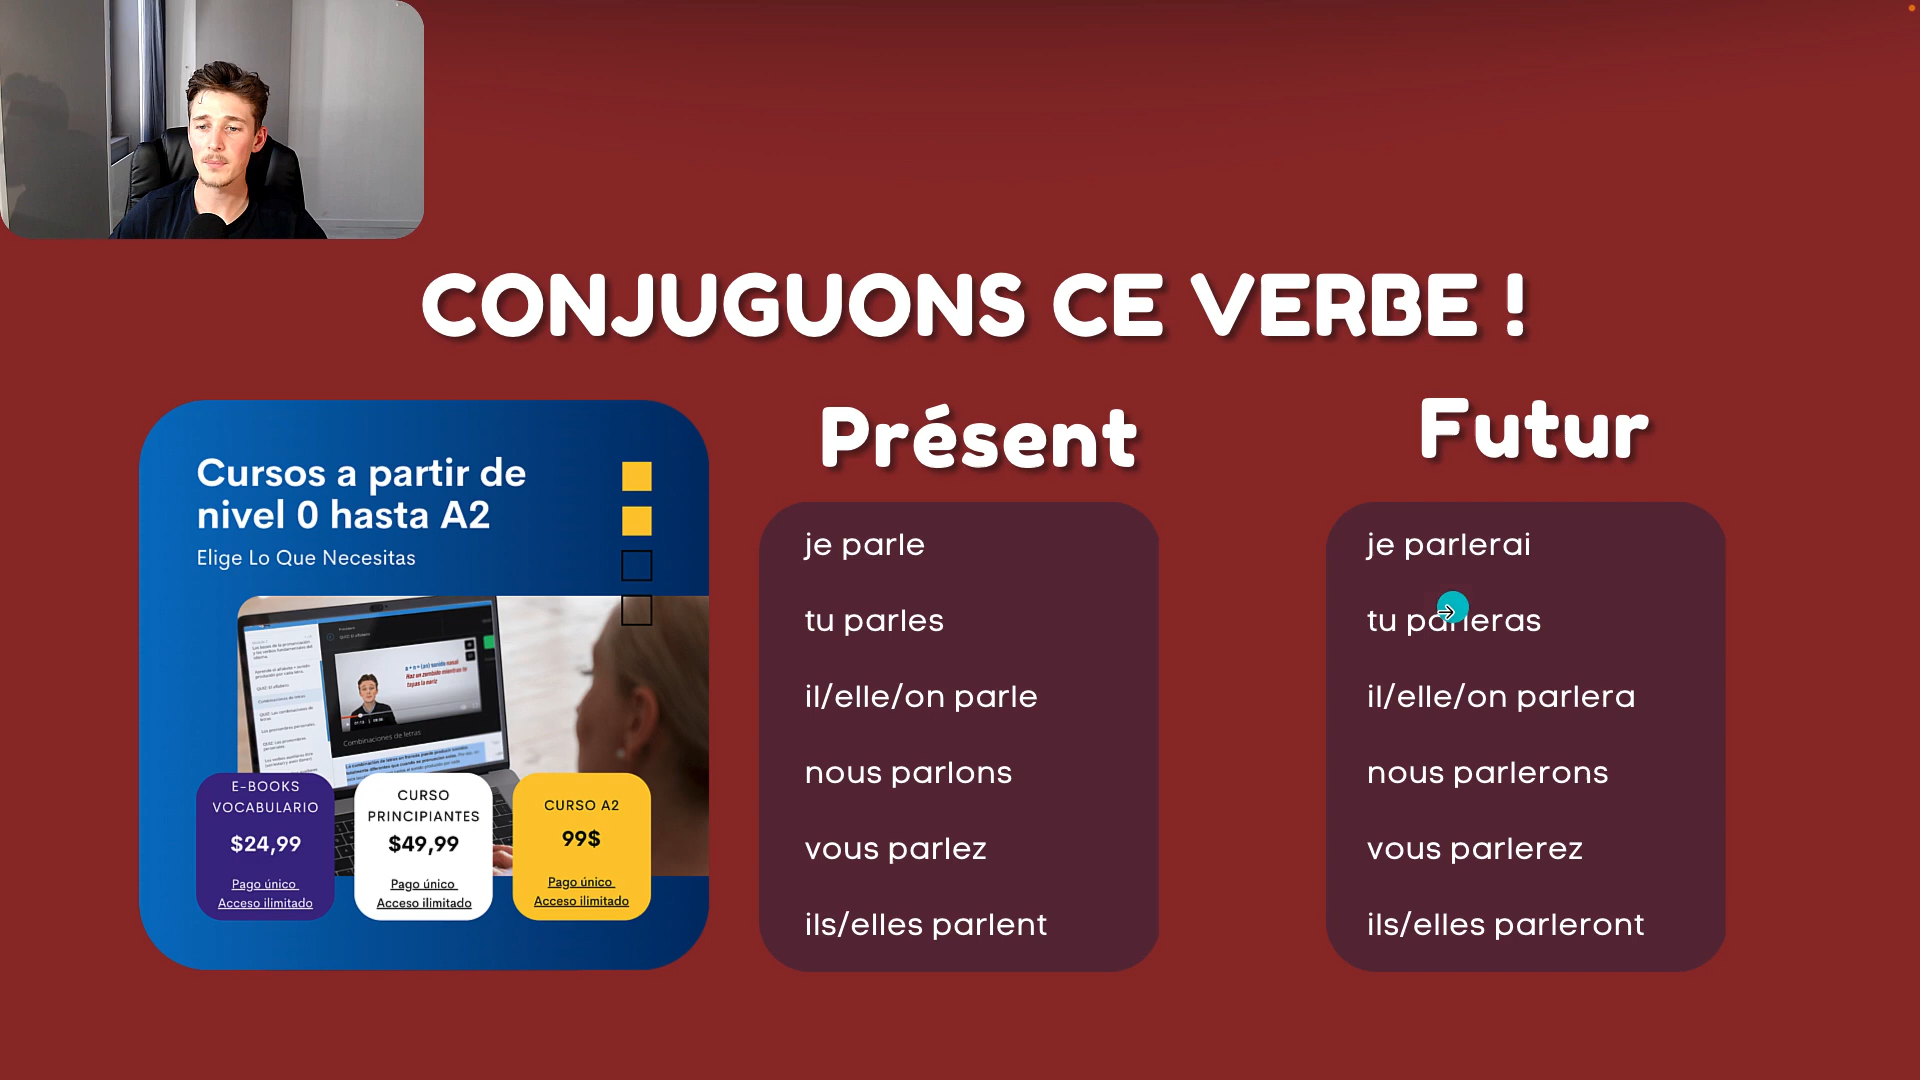 CONJUGUONS CE VERBE !
Cursos a partir de
nivel 0 hasta A2
Elige Lo Que Necesitas
Combinaciones de letras
E-BOOKS
VOCABULARIO
$24,99
Pago único
Acceso ilimitado
CURSO
PRINCIPIANTES
$49,99
Pago único
Acceso ilimitado
CURSO A2
99$
Pago único
Acceso ilimitado
Présent
je parle
tu parles
il/elle/on parle
nous parlons
vous parlez
ils/elles parlent
Futur
je parlerai
tu parleras
il/elle/on parlera
nous parlerons
vous parlerez
ils/elles parleront